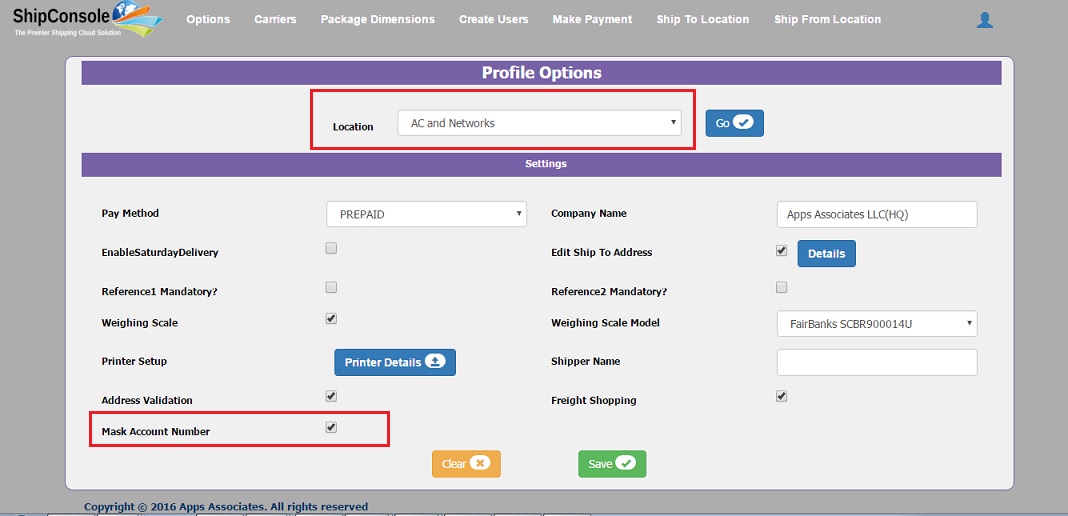 ShipConsole
The Premier Shipping Cloud Solution
Options Carriers Package Dimensions Create Users Make Payment Ship To Location Ship From Location
Profile Options
Location AC and Networks Go
Settings
Pay Method PREPAID Company Name Apps Associates LLC(HQ)
EnableSaturdayDelivery Edit Ship To Address Details
Reference1 Mandatory? Reference2 Mandatory?
Weighing Scale Weighing Scale Model FairBanks SCBR900014U
Printer Setup Printer Details Shipper Name
Address Validation Freight Shopping
Mask Account Number
Clear Save
Copyright © 2016 Apps Associates. All rights reserved